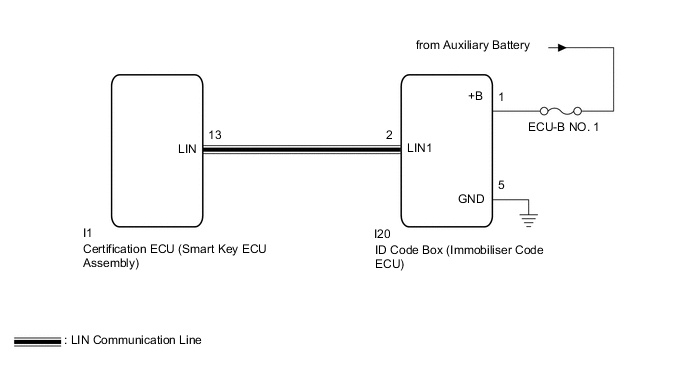 from Auxiliary Battery
+B
1
ECU-B NO. 1
13
2
LIN
LIN1
5
GND
I1
Certification ECU (Smart Key ECU
Assembly)
I20
ID Code Box (Immobiliser Code
ECU)
: LIN Communication Line